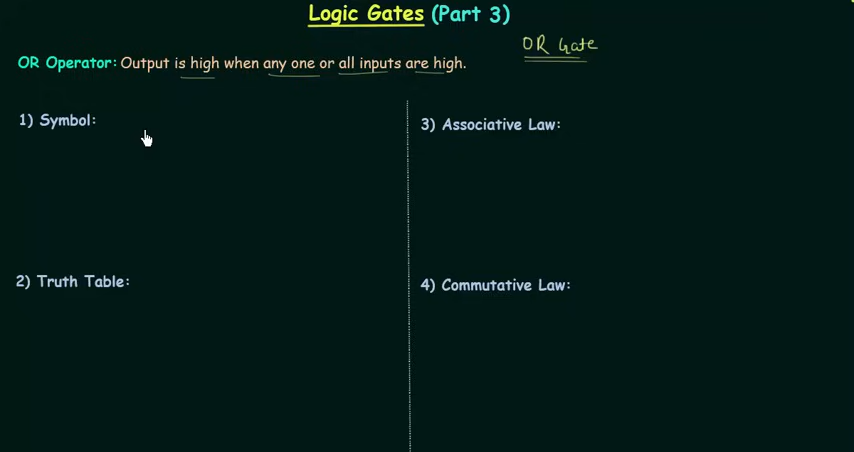 Logic Gates (Part 3)
OR Gate
OR Operator: Output is high when any one or all inputs are high.
1) Symbol:
2) Truth Table:
3) Associative Law:
4) Commutative Law: